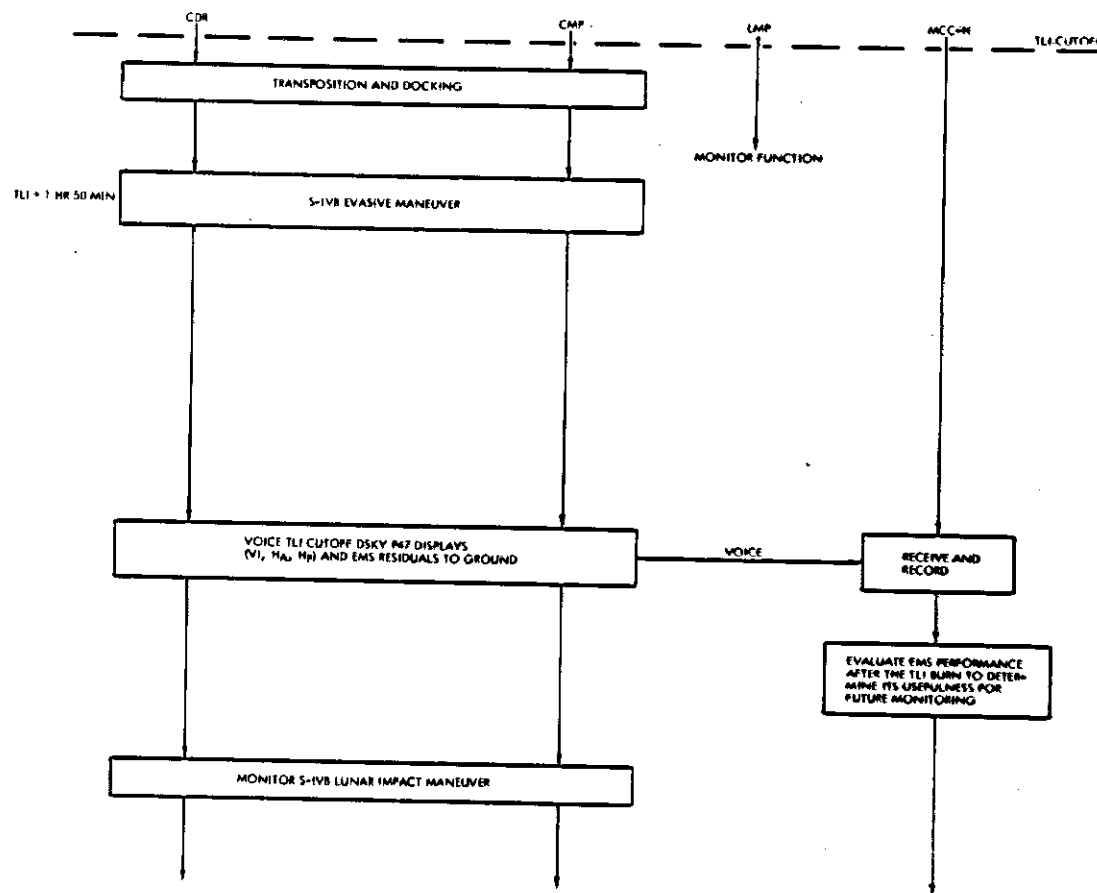 CDR
CMP
LMP
MCC-H
TLI-CUTOFF
TRANSPOSITION AND DOCKING
MONITOR FUNCTION
TLI + 1 HR 50 MIN
S-IVB EVASIVE MANEUVER
VOICE TLI CUTOFF DSKY P47 DISPLAYS
(VI, HA, HP) AND EMS RESIDUALS TO GROUND
VOICE
RECEIVE AND
RECORD
EVALUATE EMS PERFORMANCE
AFTER THE TLI BURN TO DETER-
MINE ITS USEFULNESS FOR
FUTURE MONITORING
MONITOR S-IVB LUNAR IMPACT MANEUVER